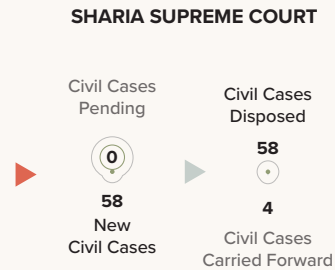 SHARIA SUPREME COURT
Civil Cases
Pending
0
58
New
Civil Cases
Civil Cases
Disposed
58
4
Civil Cases
Carried Forward